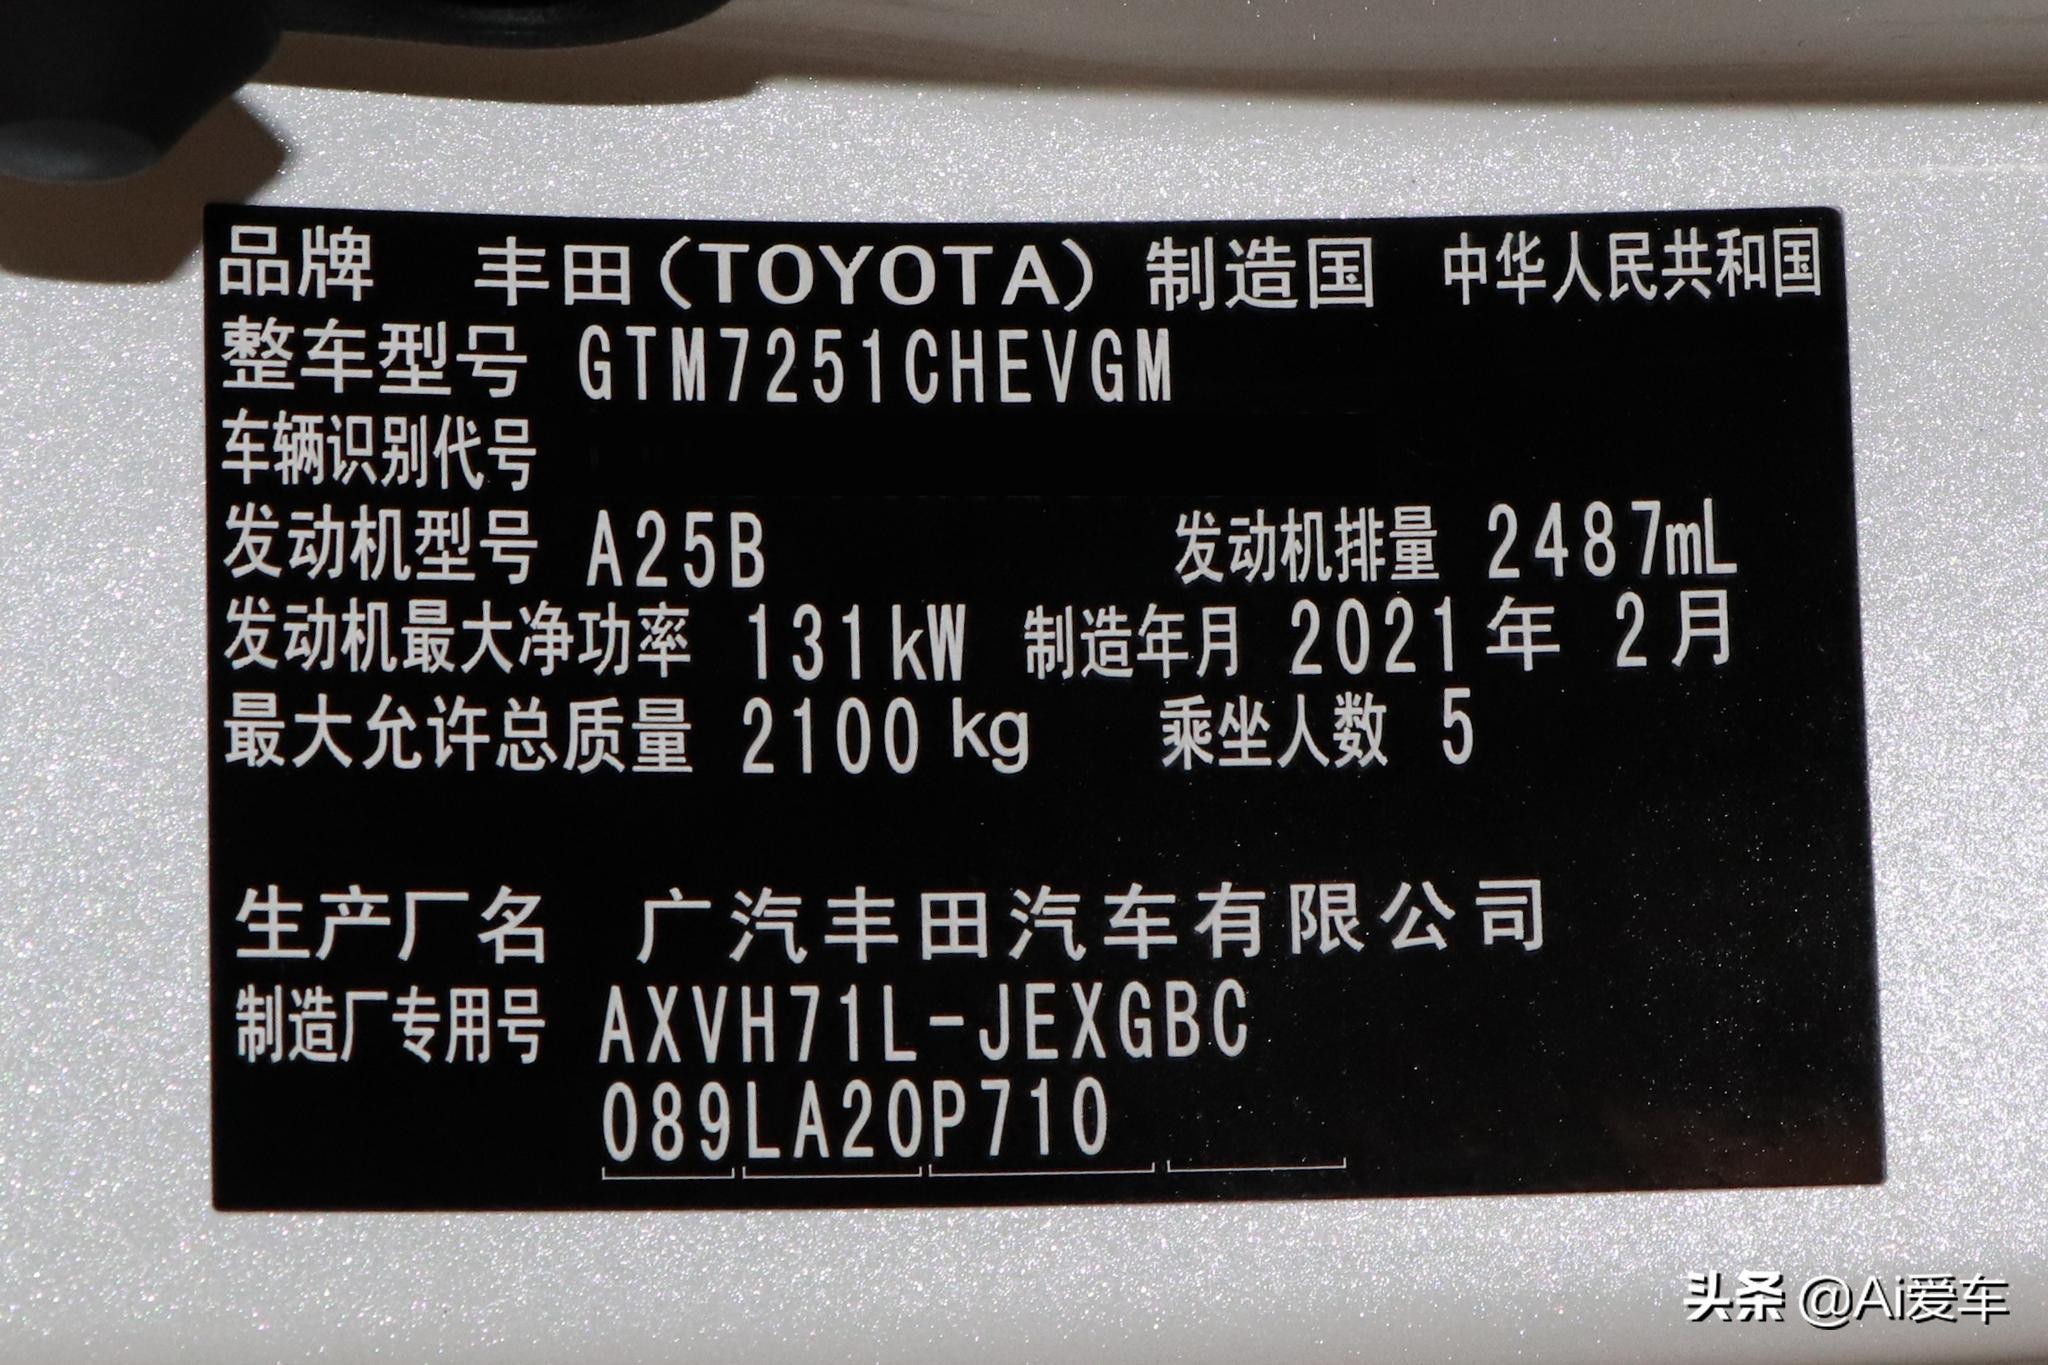 品牌 丰田(TOYOTA) 制造国 中华人民共和国
整车型号 GTM7251CHEVGM
车辆识别代号
发动机型号 A25B 发动机排量 2487mL
发动机最大净功率 131kW 制造年月 2021年 2月
最大允许总质量 2100kg 乘坐人数 5
生产厂名 广汽丰田汽车有限公司
制造厂专用号 AXVH71L-JEXGBC
089LA20P710
头条 @Ai爱车